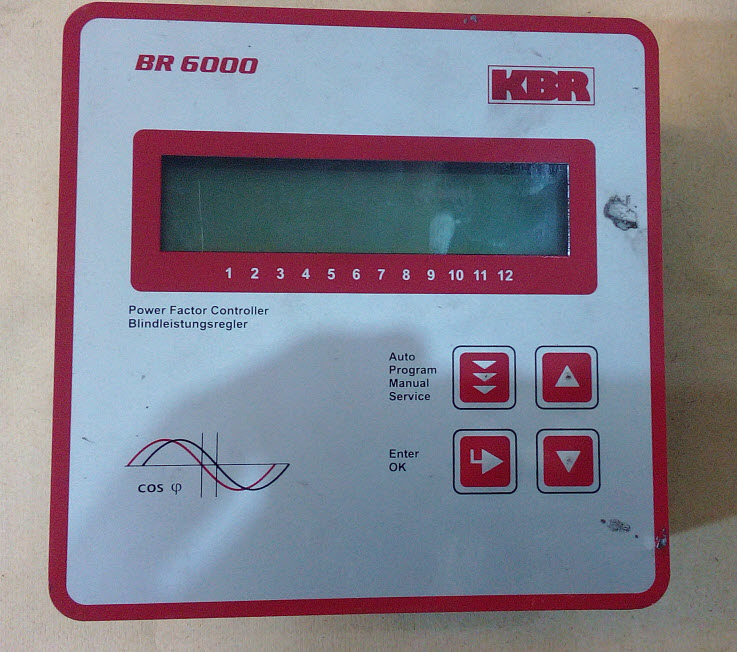 BR 6000
KBR
1 2 3 4 5 6 7 8 9 10 11 12
Power Factor Controller
Blindleistungsregler
Auto
Program
Manual
Service
Enter
OK
cos φ